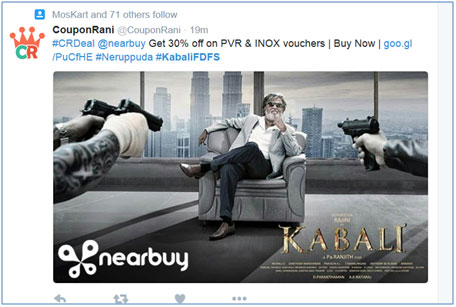 MosKart and 71 others follow
CouponRani @CouponRani · 19m
#CRDeal @nearbuy Get 30% off on PVR & INOX vouchers | Buy Now | goo.gl
/PuCfHE #Neruppuda #KabaliFDFS
CR
RAJINI
KABALI
A Pa.RANJITH FILM
nearbuy